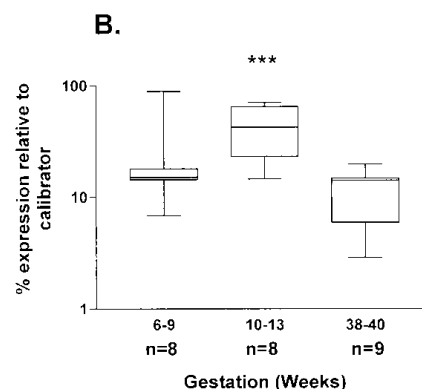 B.
***
% expression relative to
calibrator
100
10
1
6-9
10-13
38-40
n=8
n=8
n=9
Gestation (Weeks)